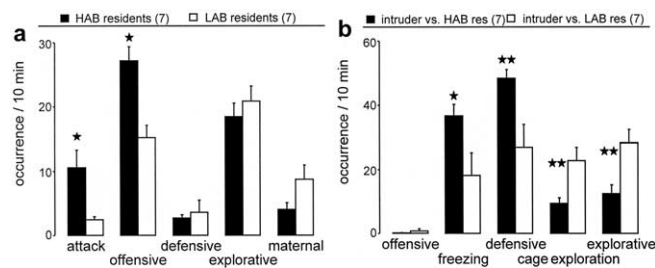 a
HAB residents (7) LAB residents (7)
occurrence / 10 min
30
20
10
0
★ ★
attack defensive maternal
offensive explorative
b
intruder vs. HAB res (7) intruder vs. LAB res (7)
occurrence / 10 min
60
40
20
0
★ ★★ ★★ ★★
offensive defensive explorative
freezing cage exploration